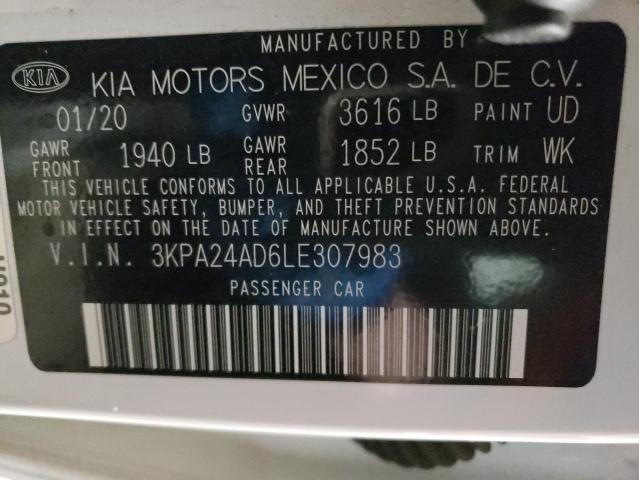 MANUFACTURED BY
KIA KIA MOTORS MEXICO S.A. DE C.V.
01/20 GVWR 3616 LB PAINT UD
GAWR FRONT 1940 LB GAWR REAR 1852 LB TRIM WK
THIS VEHICLE CONFORMS TO ALL APPLICABLE U.S.A. FEDERAL
MOTOR VEHICLE SAFETY, BUMPER, AND THEFT PREVENTION STANDARDS
IN EFFECT ON THE DATE OF MANUFACTURE SHOWN ABOVE
V.I.N. 3KPA24AD6LE307983
PASSENGER CAR